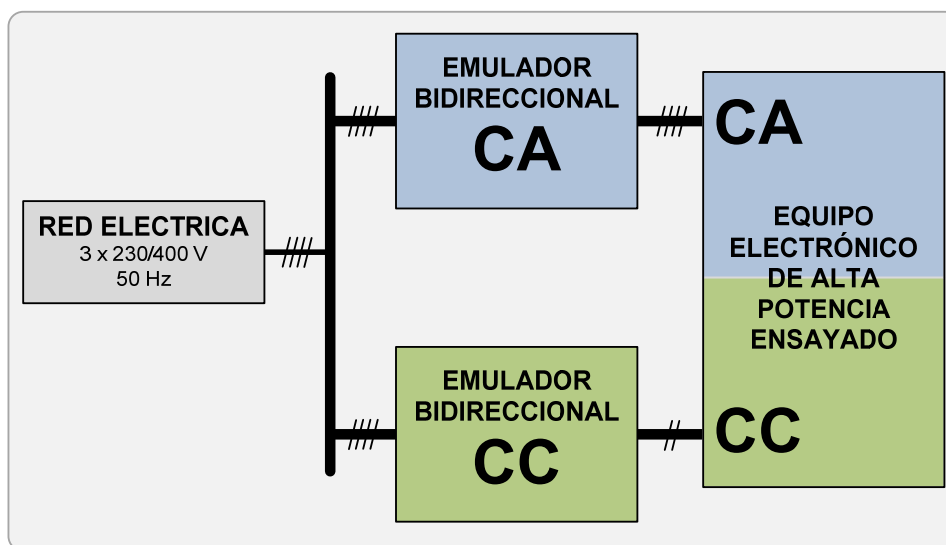 RED ELECTRICA
3 x 230/400 V
50 Hz
EMULADOR
BIDIRECCIONAL
CA
EMULADOR
BIDIRECCIONAL
CC
CA
EQUIPO
ELECTRÓNICO
DE ALTA
POTENCIA
ENSAYADO
CC